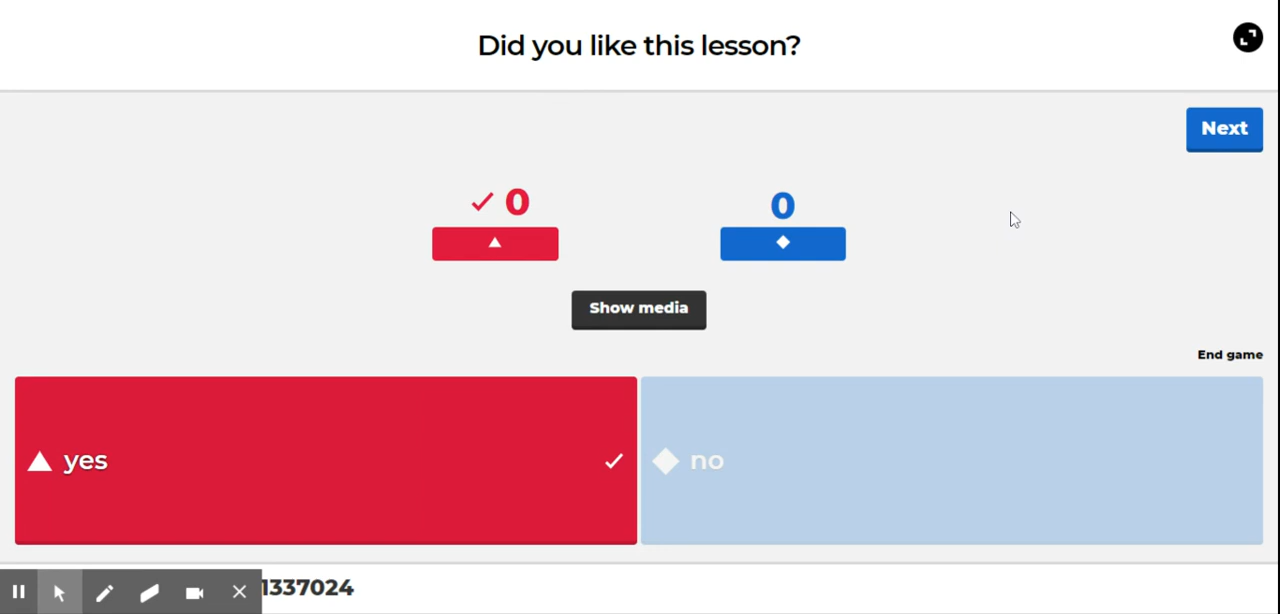 Did you like this lesson?
Next
0
0
Show media
End game
yes
no
1337024